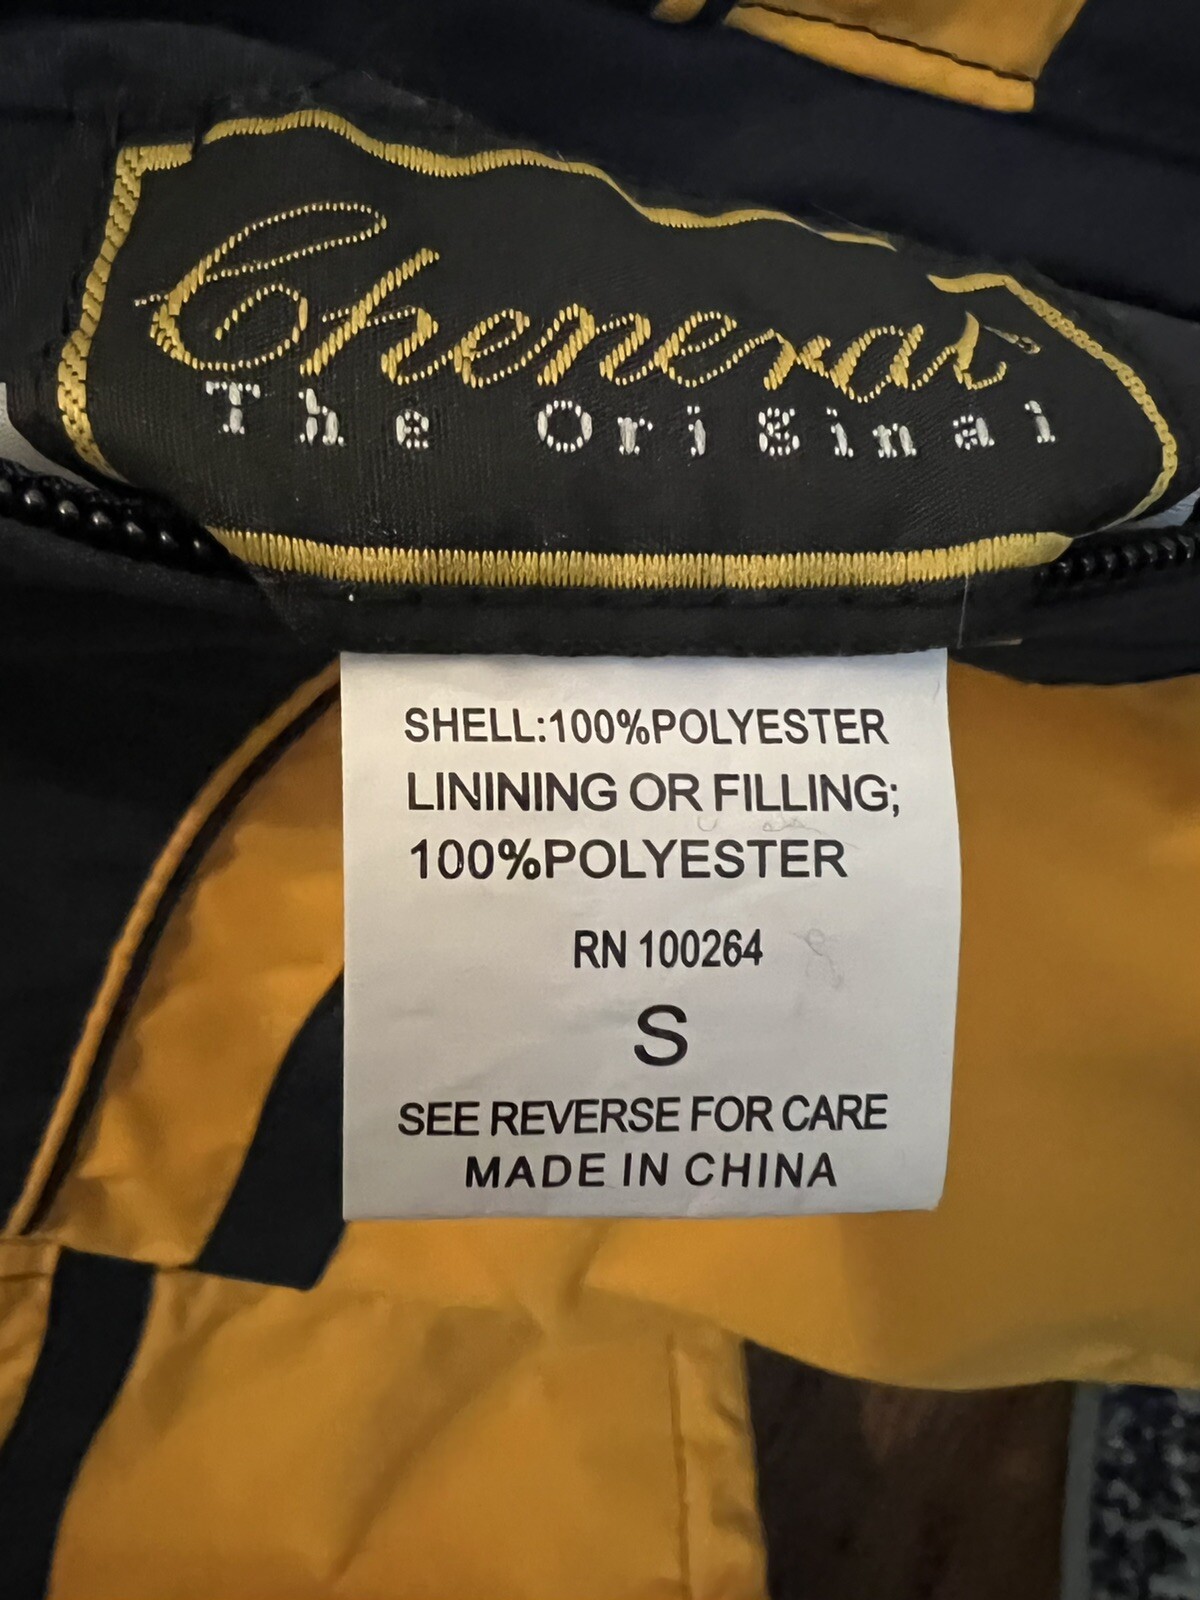 Chenerai
The Original
SHELL:100%POLYESTER
LININING OR FILLING;
100%POLYESTER
RN 100264
S
SEE REVERSE FOR CARE
MADE IN CHINA